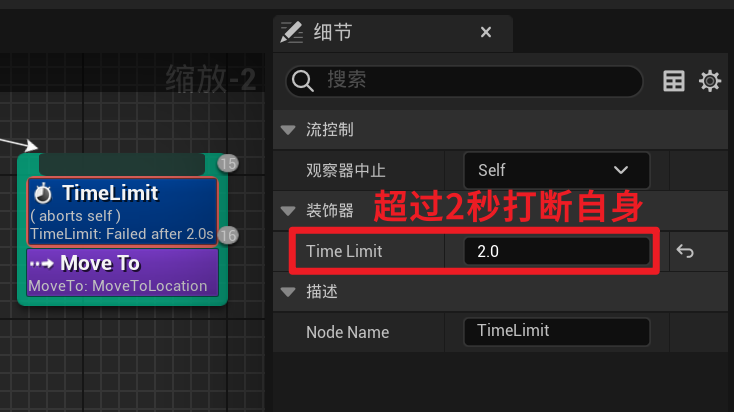 细节
缩放-2
搜索
流控制
15
TimeLimit
( aborts self )
TimeLimit: Failed after 2.0s
16
Move To
MoveTo: MoveToLocation
观察器中止
Self
装饰器
超过2秒打断自身
Time Limit
2.0
描述
Node Name
TimeLimit